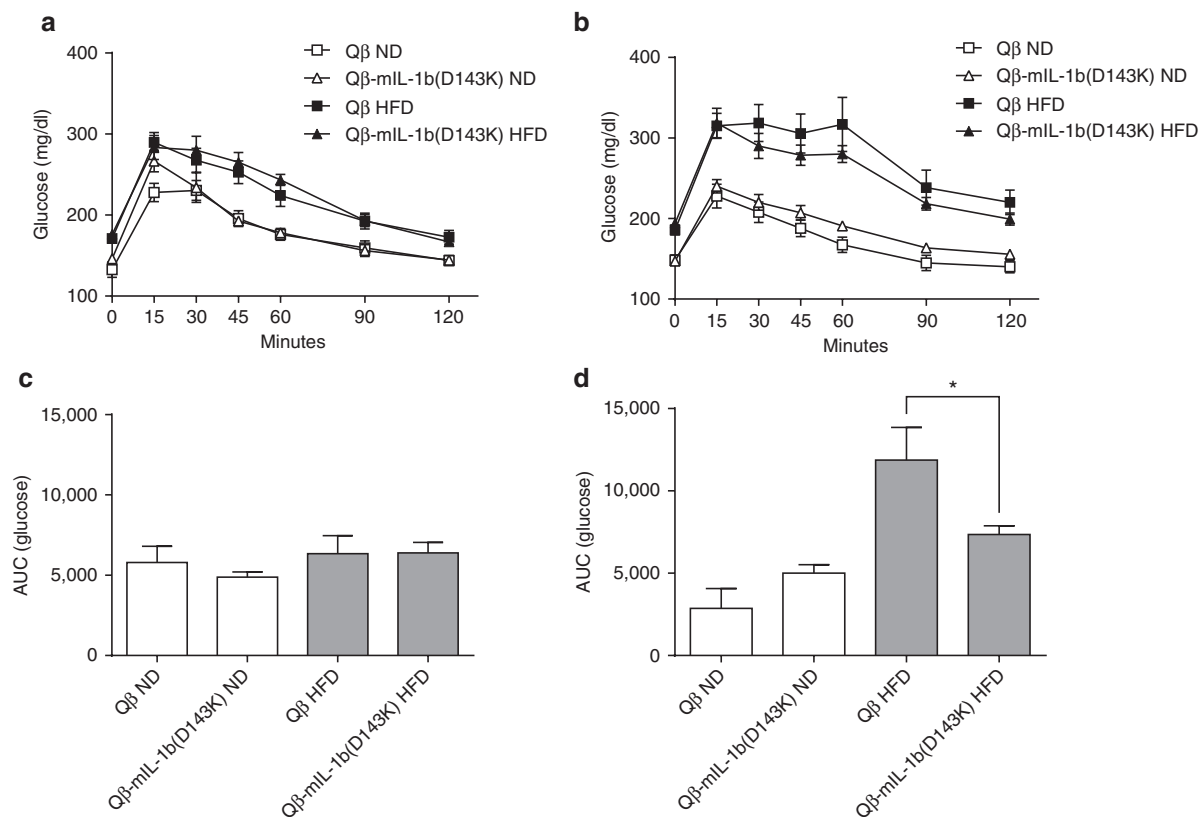 a
Qβ ND
Qβ-mIL-1b(D143K) ND
Qβ HFD
Qβ-mIL-1b(D143K) HFD
400
300
200
100
Glucose (mg/dl)
0 15 30 45 60 90 120
Minutes
b
Qβ ND
Qβ-mIL-1b(D143K) ND
Qβ HFD
Qβ-mIL-1b(D143K) HFD
400
300
200
100
Glucose (mg/dl)
0 15 30 45 60 90 120
Minutes
c
15,000
10,000
5,000
0
AUC (glucose)
Qβ ND
Qβ-mIL-1b(D143K) ND
Qβ HFD
Qβ-mIL-1b(D143K) HFD
d
*
15,000
10,000
5,000
0
AUC (glucose)
Qβ ND
Qβ-mIL-1b(D143K) ND
Qβ HFD
Qβ-mIL-1b(D143K) HFD